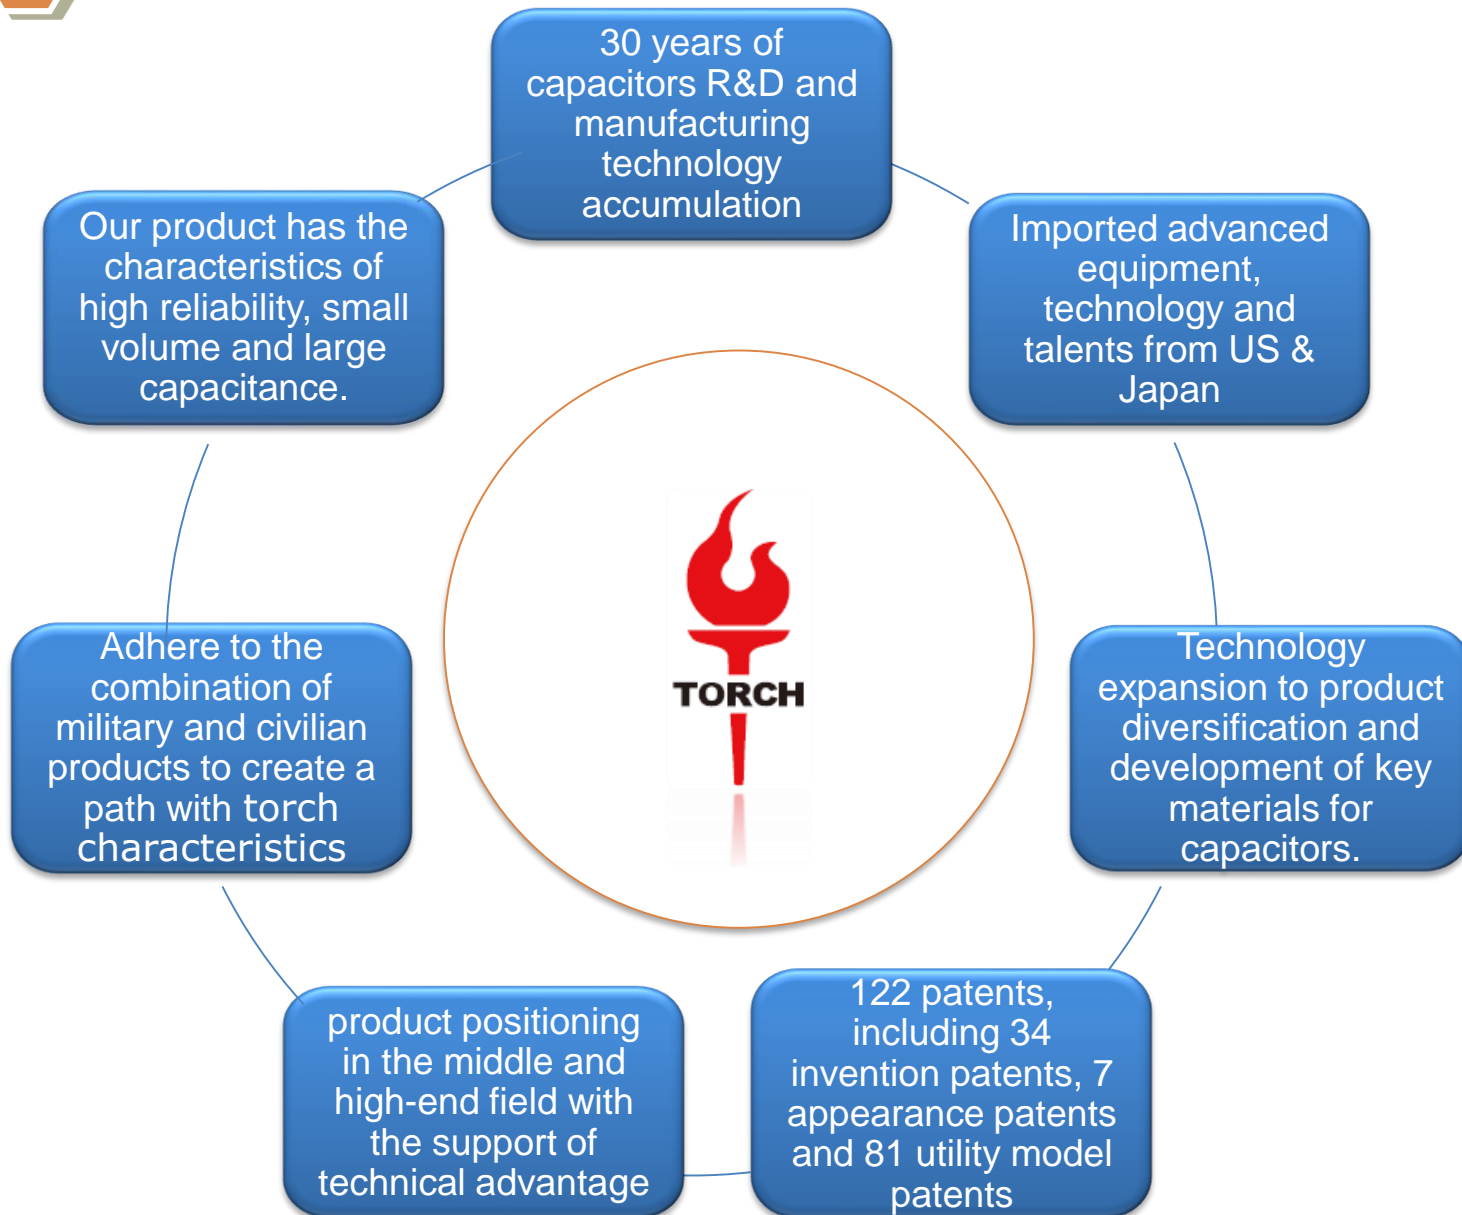 30 years of
capacitors R&D and
manufacturing
technology
accumulation
Imported advanced
equipment,
technology and
talents from US &
Japan
Technology
expansion to product
diversification and
development of key
materials for
capacitors.
122 patents,
including 34
invention patents, 7
appearance patents
and 81 utility model
patents
product positioning
in the middle and
high-end field with
the support of
technical advantage
Adhere to the
combination of
military and civilian
products to create a
path with torch
characteristics
Our product has the
characteristics of
high reliability, small
volume and large
capacitance.
TORCH